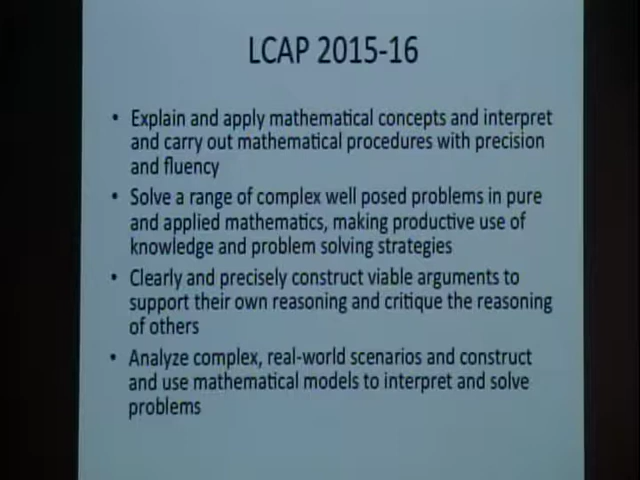 LCAP 2015-16
• Explain and apply mathematical concepts and interpret
and carry out mathematical procedures with precision
and fluency
• Solve a range of complex well posed problems in pure
and applied mathematics, making productive use of
knowledge and problem solving strategies
• Clearly and precisely construct viable arguments to
support their own reasoning and critique the reasoning
of others
• Analyze complex, real-world scenarios and construct
and use mathematical models to interpret and solve
problems